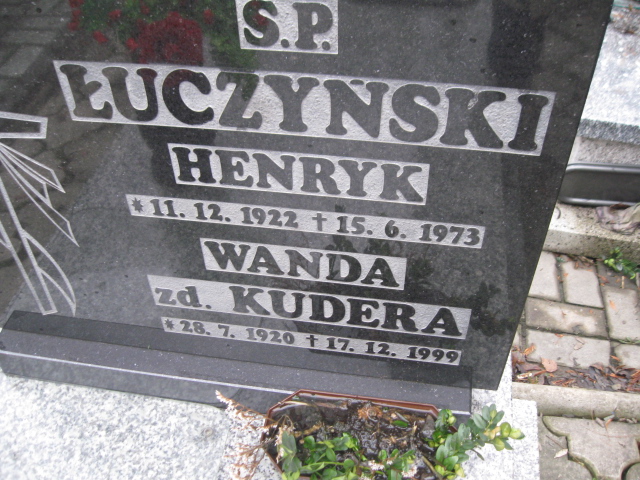 S.P.
ŁUCZYŃSKI
HENRYK
* 11. 12. 1922 † 15. 6. 1973
WANDA
zd. KUDERA
* 28. 7. 1920 † 17. 12. 1999